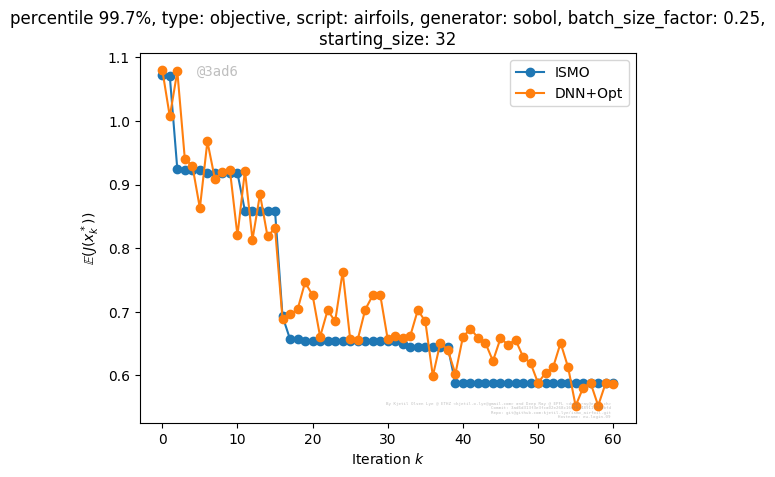 percentile 99.7%, type: objective, script: airfoils, generator: sobol, batch_size_factor: 0.25,
starting_size: 32
@3ad6
ISMO
DNN+Opt
1.1
1.0
0.9
0.8
0.7
0.6
𝔼(J(x*ₖ))
0 10 20 30 40 50 60
Iteration k